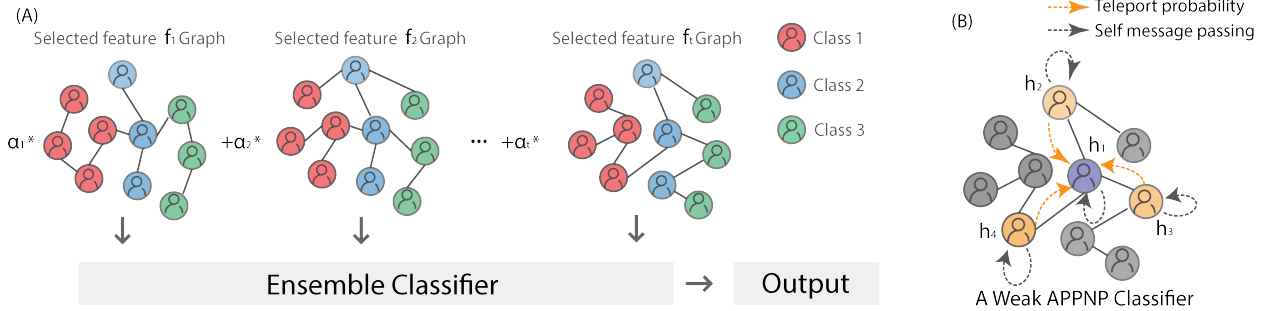 (A)
Selected feature f1 Graph
Selected feature f2 Graph
Selected feature ft Graph
Class 1
Class 2
Class 3
α1*
+α2*
... +αt*
Ensemble Classifier
Output
(B)
Teleport probability
Self message passing
h2
h1
h3
h4
A Weak APPNP Classifier